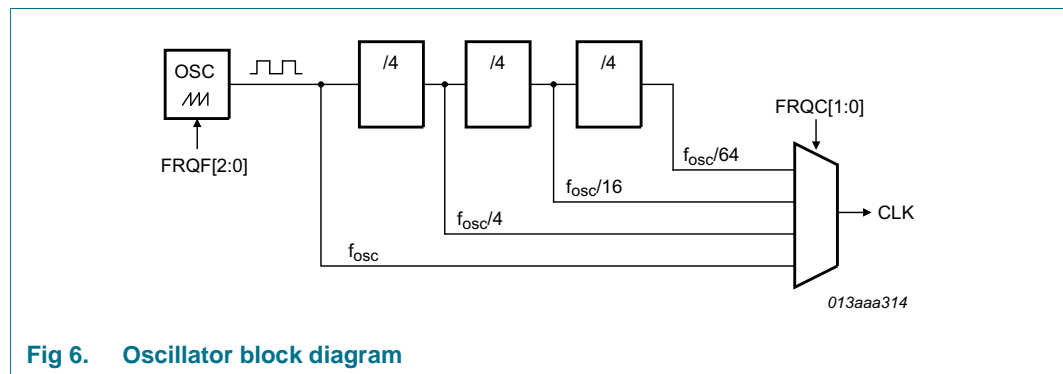 OSC
FRQF[2:0]
/4
/4
/4
FRQC[1:0]
fosc/64
fosc/16
fosc/4
fosc
CLK
013aaa314
Fig 6. Oscillator block diagram